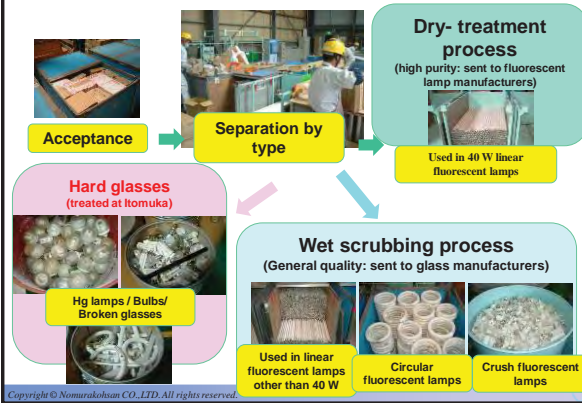 Dry- treatment
process
(high purity: sent to fluorescent
lamp manufacturers)
Used in 40 W linear
fluorescent lamps
Acceptance
Separation by
type
Hard glasses
(treated at Itomuka)
Hg lamps / Bulbs/
Broken glasses
Wet scrubbing process
(General quality: sent to glass manufacturers)
Used in linear
fluorescent lamps
other than 40 W
Circular
fluorescent lamps
Crush fluorescent
lamps
Copyright © Nomurakohsan CO.,LTD. All rights reserved.